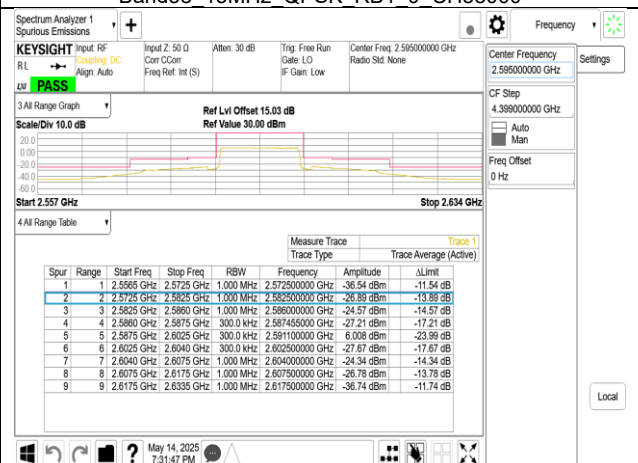 Spectrum Analyzer 1
Spurious Emissions
Frequency
KEYSIGHT Input: RF Input Z: 50 Ω Atten: 30 dB Trig: Free Run Center Freq: 2.595000000 GHz
RL Coupling: DC Corr CCorr Gate: LO Radio Std: None
Align: Auto Freq Ref: Int (S) IF Gain: Low
LXI PASS
Center Frequency
2.595000000 GHz
Settings
CF Step
4.399000000 GHz
Auto
Man
Freq Offset
0 Hz
3 All Range Graph
Ref Lvl Offset 15.03 dB
Scale/Div 10.0 dB Ref Value 30.00 dBm
20.0
0.00
-20.0
-40.0
-60.0
Start 2.557 GHz Stop 2.634 GHz
4 All Range Table
Measure Trace Trace 1
Trace Type Trace Average (Active)
Spur Range Start Freq Stop Freq RBW Frequency Amplitude ΔLimit
1 1 2.5565 GHz 2.5725 GHz 1.000 MHz 2.572500000 GHz -36.54 dBm -11.54 dB
2 2 2.5725 GHz 2.5825 GHz 1.000 MHz 2.582500000 GHz -26.89 dBm -13.89 dB
3 3 2.5825 GHz 2.5860 GHz 1.000 MHz 2.586000000 GHz -24.57 dBm -14.57 dB
4 4 2.5860 GHz 2.5875 GHz 300.0 kHz 2.587455000 GHz -27.21 dBm -17.21 dB
5 5 2.5875 GHz 2.6025 GHz 300.0 kHz 2.591100000 GHz 6.008 dBm -23.99 dB
6 6 2.6025 GHz 2.6040 GHz 300.0 kHz 2.602500000 GHz -27.67 dBm -17.67 dB
7 7 2.6040 GHz 2.6075 GHz 1.000 MHz 2.604000000 GHz -24.34 dBm -14.34 dB
8 8 2.6075 GHz 2.6175 GHz 1.000 MHz 2.607500000 GHz -26.78 dBm -13.78 dB
9 9 2.6175 GHz 2.6335 GHz 1.000 MHz 2.617500000 GHz -36.74 dBm -11.74 dB
Local
May 14, 2025
7:31:47 PM